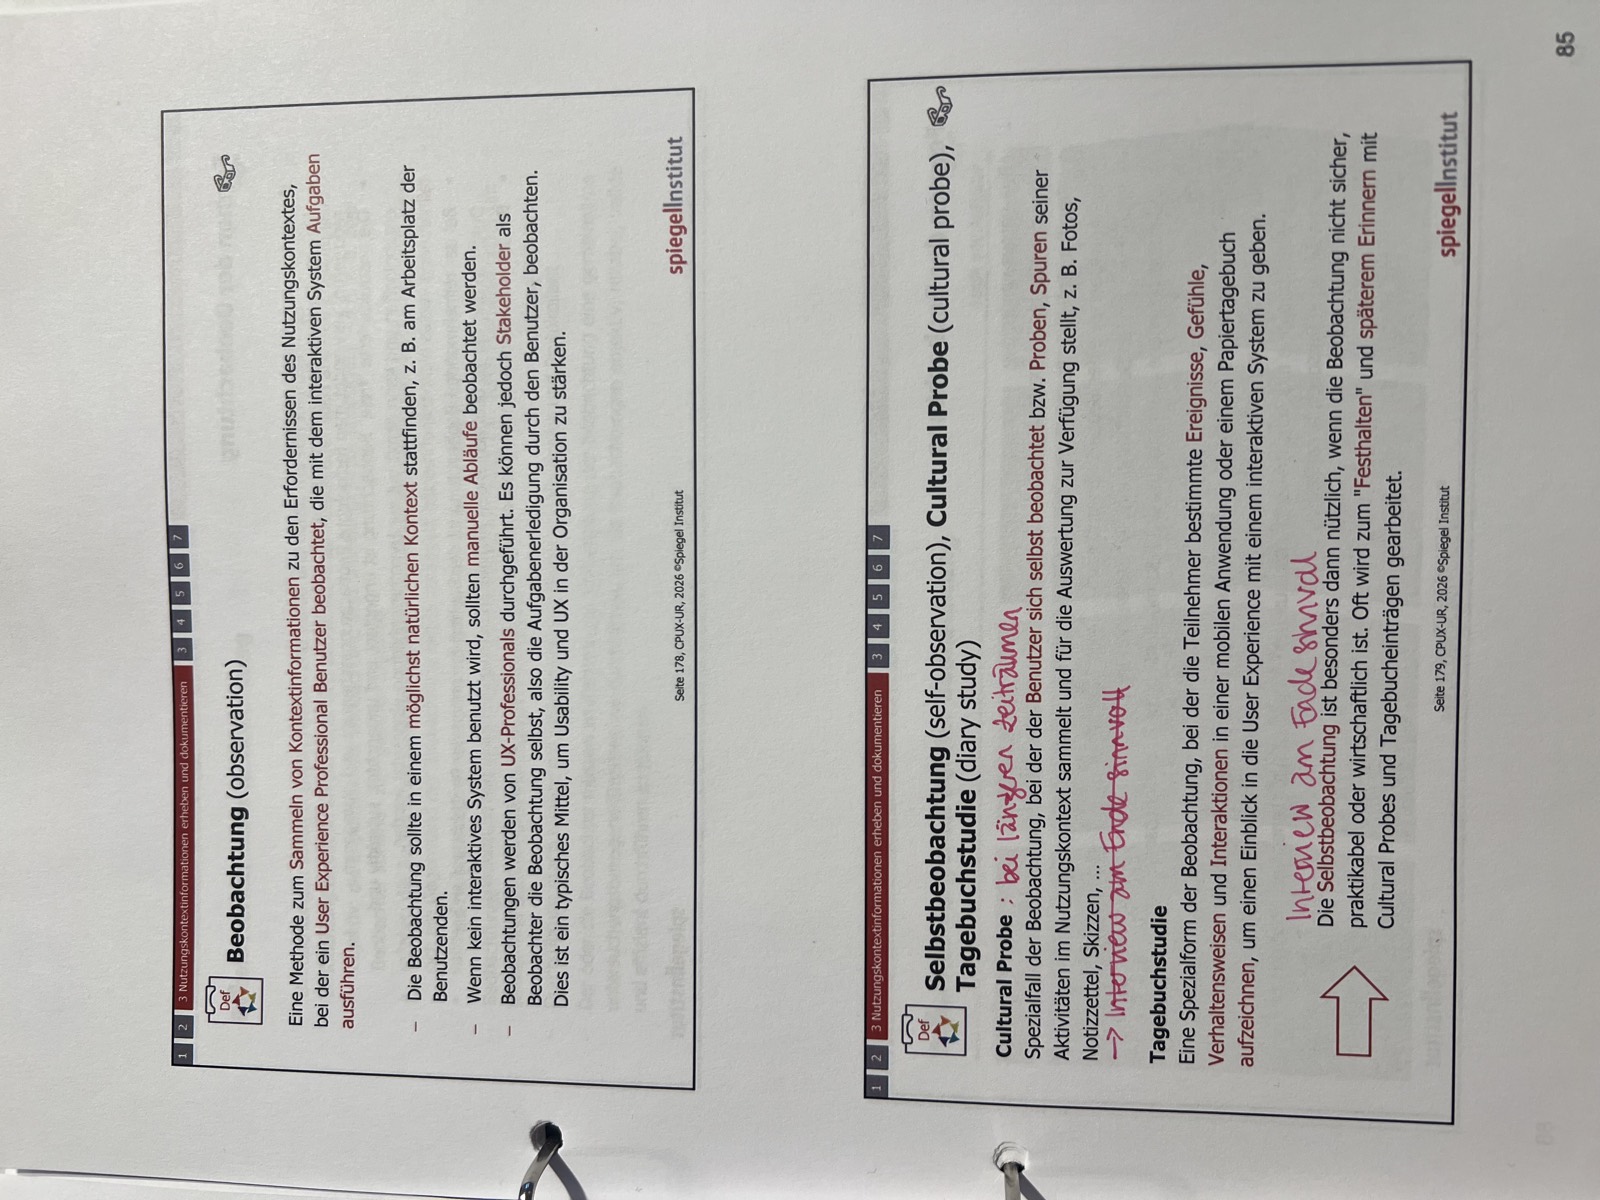 1 2 3 Nutzungskontextinformationen erheben und dokumentieren 3 4 5 6 7
Def
Beobachtung (observation)
Eine Methode zum Sammeln von Kontextinformationen zu den Erfordernissen des Nutzungskontextes,
bei der ein User Experience Professional Benutzer beobachtet, die mit dem interaktiven System Aufgaben
ausführen.
– Die Beobachtung sollte in einem möglichst natürlichen Kontext stattfinden, z. B. am Arbeitsplatz der
Benutzenden.
– Wenn kein interaktives System benutzt wird, sollten manuelle Abläufe beobachtet werden.
– Beobachtungen werden von UX-Professionals durchgeführt. Es können jedoch Stakeholder als
Beobachter die Beobachtung selbst, also die Aufgabenerledigung durch den Benutzer, beobachten.
Dies ist ein typisches Mittel, um Usability und UX in der Organisation zu stärken.
Seite 178, CPUX-UR, 2026 ©Spiegel Institut
spiegelInstitut
1 2 3 Nutzungskontextinformationen erheben und dokumentieren 3 4 5 6 7
Def
Selbstbeobachtung (self-observation), Cultural Probe (cultural probe),
Tagebuchstudie (diary study)
Cultural Probe : bei längeren Zeiträumen
Spezialfall der Beobachtung, bei der der Benutzer sich selbst beobachtet bzw. Proben, Spuren seiner
Aktivitäten im Nutzungskontext sammelt und für die Auswertung zur Verfügung stellt, z. B. Fotos,
Notizzettel, Skizzen, ...
→ Interview am Ende sinnvoll
Tagebuchstudie
Eine Spezialform der Beobachtung, bei der die Teilnehmer bestimmte Ereignisse, Gefühle,
Verhaltensweisen und Interaktionen in einer mobilen Anwendung oder einem Papiertagebuch
aufzeichnen, um einen Einblick in die User Experience mit einem interaktiven System zu geben.
Interview am Ende sinnvoll
Die Selbstbeobachtung ist besonders dann nützlich, wenn die Beobachtung nicht sicher,
praktikabel oder wirtschaftlich ist. Oft wird zum "Festhalten" und späterem Erinnern mit
Cultural Probes und Tagebucheinträgen gearbeitet.
Seite 179, CPUX-UR, 2026 ©Spiegel Institut
spiegelInstitut
85